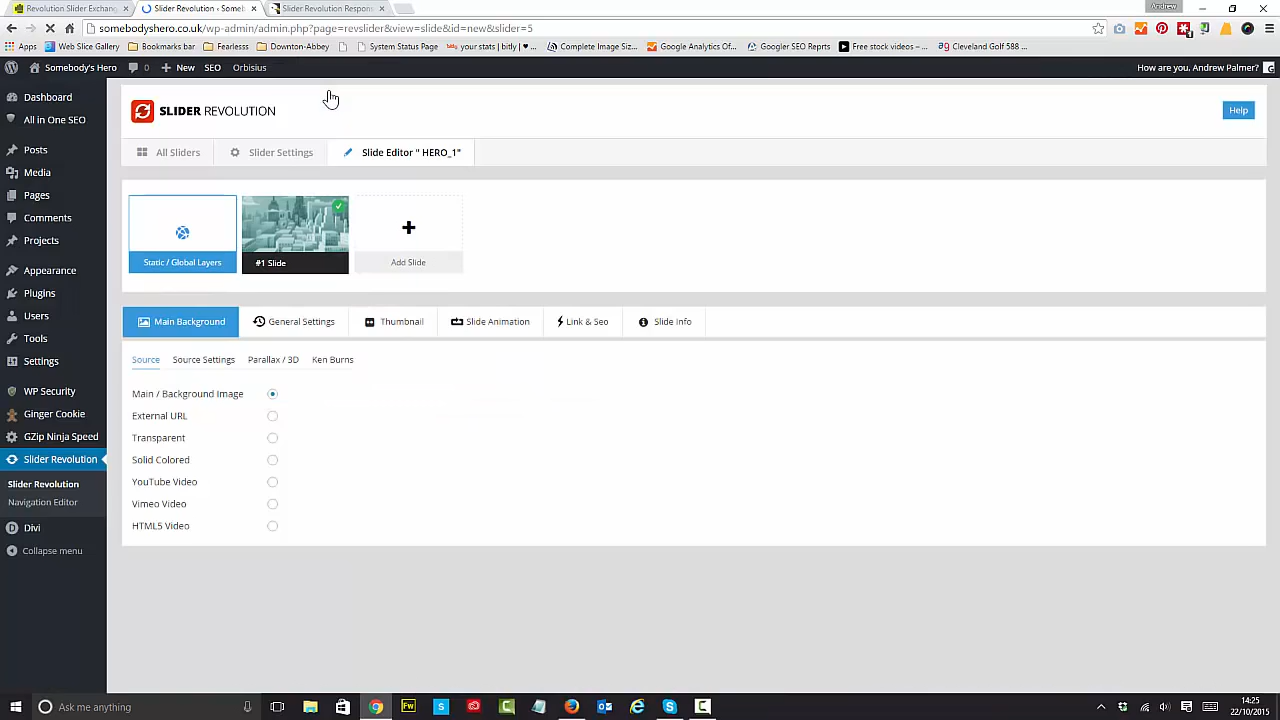 Revolution Slider Exchang
Slider Revolution ‹ Someb
Slider Revolution Respon
Andrew
somebodyshero.co.uk/wp-admin/admin.php?page=revslider&view=slide&id=new&slider=5
Apps
Web Slice Gallery
Bookmarks bar
Fearlesss
Downton-Abbey
System Status Page
your stats | bitly | ♥ ...
Complete Image Siz...
Google Analytics Of...
Googler SEO Reprts
Free stock videos – ...
Cleveland Golf 588 ...
Somebody's Hero
0
New
SEO
Orbisius
How are you, Andrew Palmer?
Dashboard
All in One SEO
Posts
Media
Pages
Comments
Projects
Appearance
Plugins
Users
Tools
Settings
WP Security
Ginger Cookie
GZip Ninja Speed
Slider Revolution
Slider Revolution
Navigation Editor
Divi
Collapse menu
SLIDER REVOLUTION
Help
All Sliders
Slider Settings
Slide Editor " HERO_1"
Static / Global Layers
#1 Slide
Add Slide
Main Background
General Settings
Thumbnail
Slide Animation
Link & Seo
Slide Info
Source
Source Settings
Parallax / 3D
Ken Burns
Main / Background Image
External URL
Transparent
Solid Colored
YouTube Video
Vimeo Video
HTML5 Video
Ask me anything
Fw
S
14:25
22/10/2015